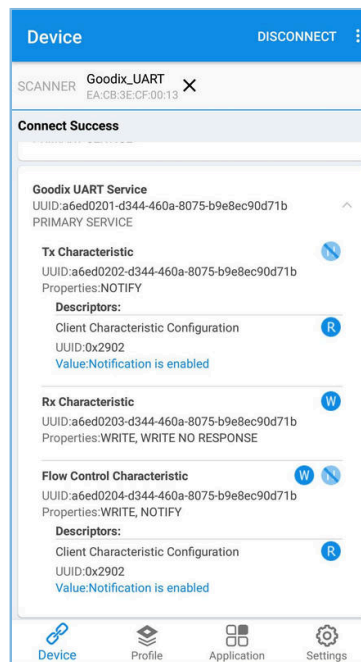 Device
DISCONNECT
SCANNER
Goodix_UART
EA:CB:3E:CF:00:13
Connect Success
Goodix UART Service
UUID:a6ed0201-d344-460a-8075-b9e8ec90d71b
PRIMARY SERVICE
Tx Characteristic
UUID:a6ed0202-d344-460a-8075-b9e8ec90d71b
Properties:NOTIFY
Descriptors:
Client Characteristic Configuration
R
UUID:0x2902
Value:Notification is enabled
Rx Characteristic
W
UUID:a6ed0203-d344-460a-8075-b9e8ec90d71b
Properties:WRITE, WRITE NO RESPONSE
Flow Control Characteristic
W
UUID:a6ed0204-d344-460a-8075-b9e8ec90d71b
Properties:WRITE, NOTIFY
Descriptors:
Client Characteristic Configuration
R
UUID:0x2902
Value:Notification is enabled
Device
Profile
Application
Settings